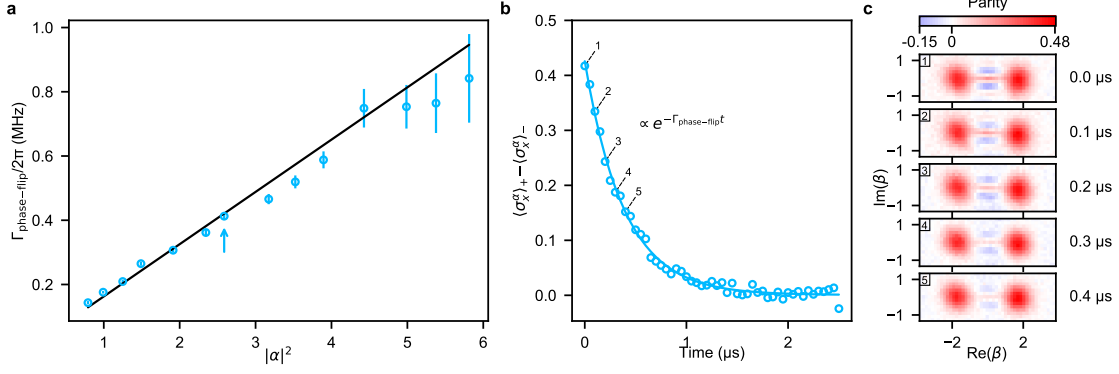 a
Γphase−flip/2π (MHz)
1.0
0.8
0.6
0.4
0.2
1
2
3
4
5
6
|α|²
b
⟨σₓᵅ⟩₊ − ⟨σₓᵅ⟩₋
0.5
0.4
0.3
0.2
0.1
0.0
1
2
3
4
5
∝ e^−Γphase−flip t
0
1
2
Time (µs)
c
Parity
-0.15
0
0.48
1
−1
1
0.0 µs
1
−1
2
0.1 µs
Im(β)
1
−1
3
0.2 µs
1
−1
4
0.3 µs
1
−1
5
0.4 µs
−2
2
Re(β)